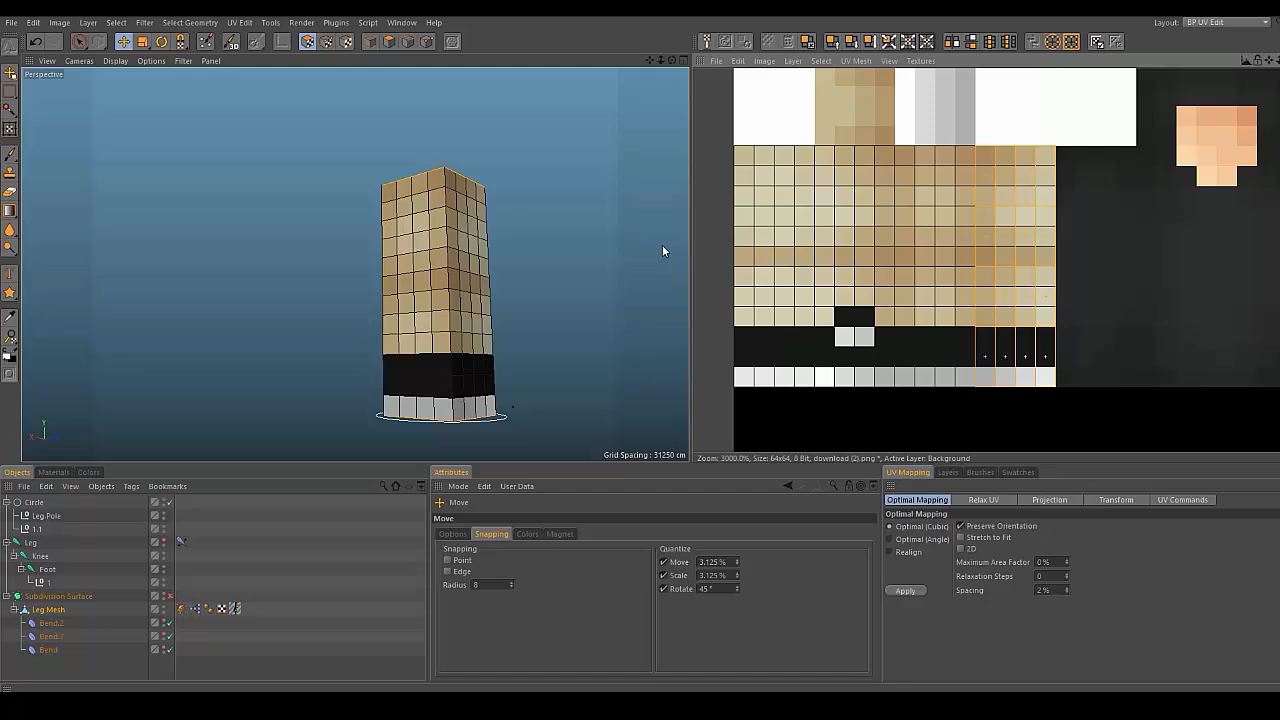 File Edit Image Layer Select Filter Select Geometry UV Edit Tools Render Plugins Script Window Help
Layout: BP UV Edit
View Cameras Display Options Filter Panel
File Edit Image Layer Select UV Mesh View Textures
Perspective
Y
X
Grid Spacing : 31250 cm
Zoom: 3000.0%, Size: 64x64, 8 Bit, download (2).png *, Active Layer: Background
Objects Materials Colors
File Edit View Objects Tags Bookmarks
Circle
Leg-Pole
1.1
Leg
Knee
Foot
1
Subdivision Surface
Leg Mesh
Bend.2
Bend.1
Bend
Attributes
Mode Edit User Data
Move
Move
Options Snapping Colors Magnet
Snapping
Point
Edge
Radius 8
Quantize
Move 3.125 %
Scale 3.125 %
Rotate 45 °
UV Mapping Layers Brushes Swatches
Optimal Mapping Relax UV Projection Transform UV Commands
Optimal Mapping
Optimal (Cubic)
Optimal (Angle)
Realign
Preserve Orientation
Stretch to Fit
2D
Maximum Area Factor 0 %
Relaxation Steps 0
Spacing 2 %
Apply